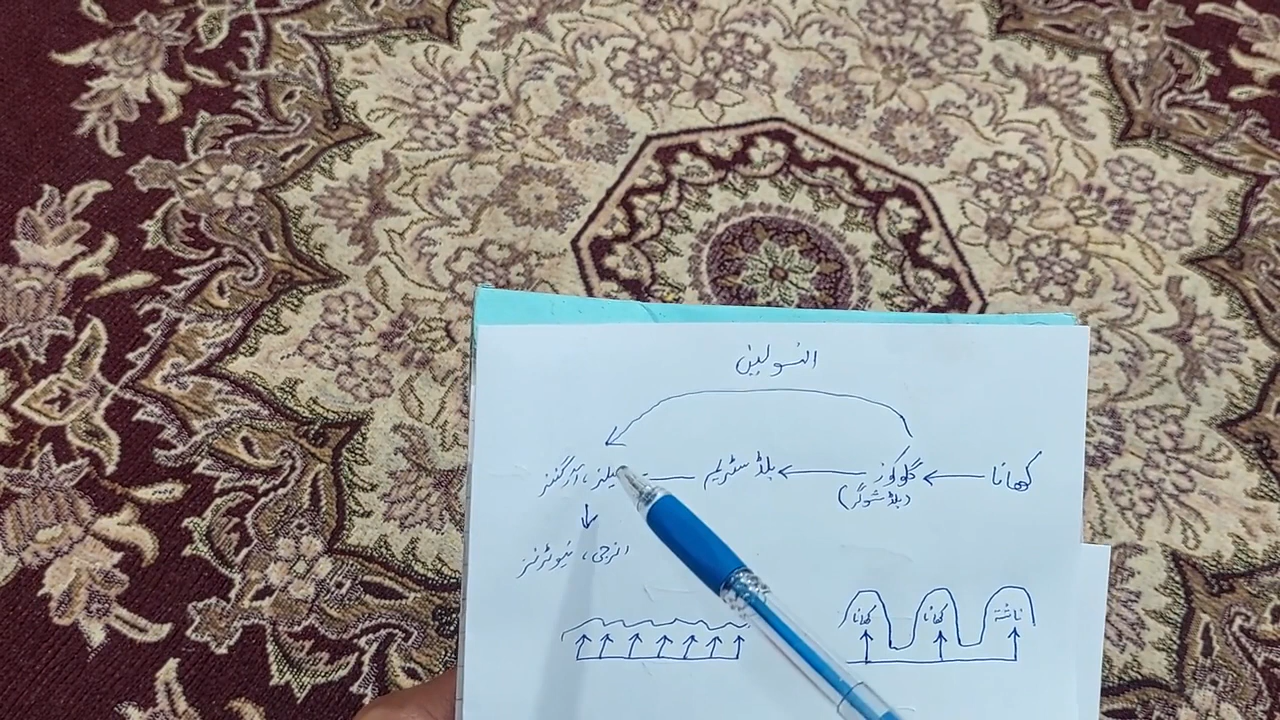 انسولین
کھانا گلوکوز بلڈ سٹریم سیلز، آرگنز
(بلڈ شوگر)
انرجی، نیوٹرنز
ناشتہ کھانا کھانا